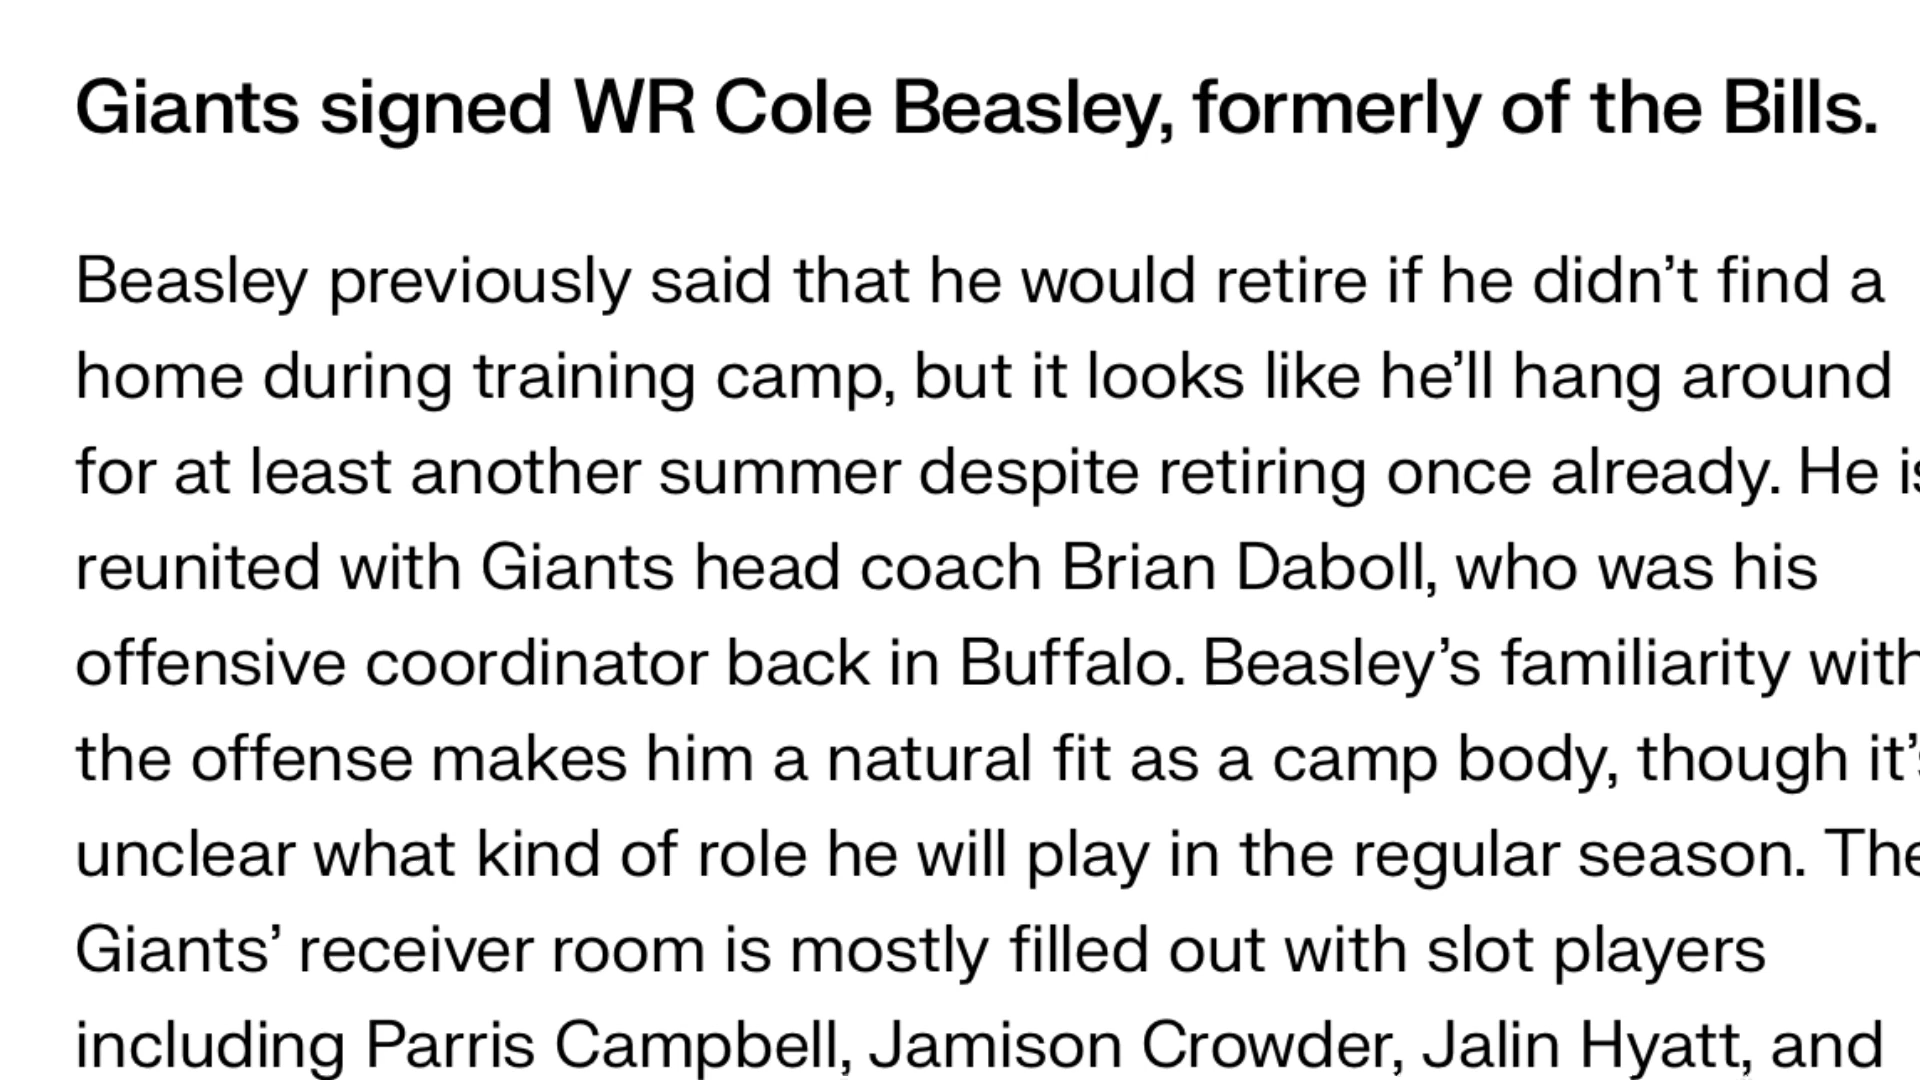 Giants signed WR Cole Beasley, formerly of the Bills.
Beasley previously said that he would retire if he didn’t find a
home during training camp, but it looks like he’ll hang around
for at least another summer despite retiring once already. He is
reunited with Giants head coach Brian Daboll, who was his
offensive coordinator back in Buffalo. Beasley’s familiarity with
the offense makes him a natural fit as a camp body, though it’s
unclear what kind of role he will play in the regular season. The
Giants’ receiver room is mostly filled out with slot players
including Parris Campbell, Jamison Crowder, Jalin Hyatt, and